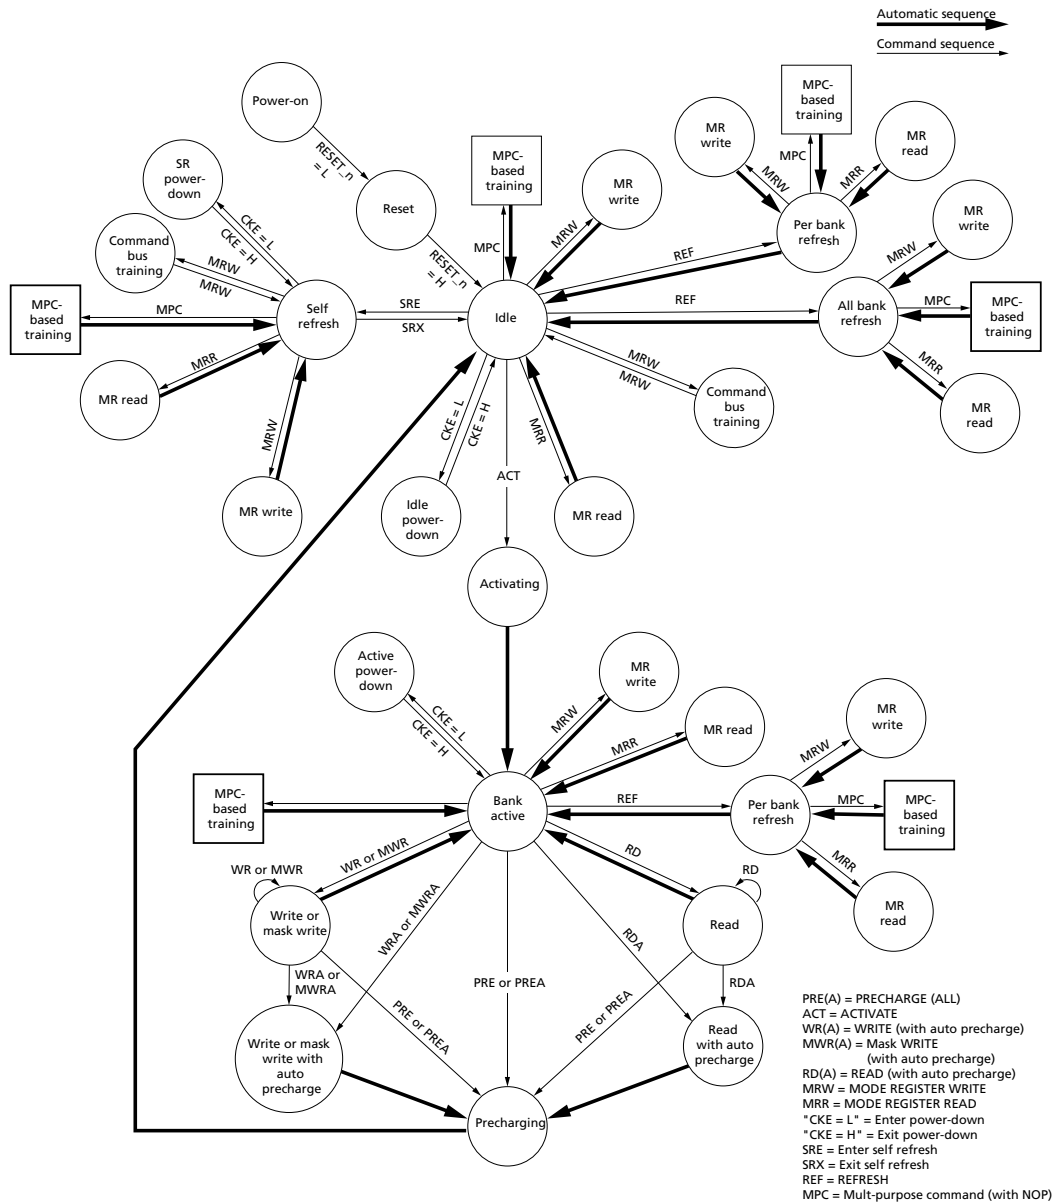 Automatic sequence
Command sequence
Power-on
RESET_n
= L
Reset
RESET_n
= H
SR
power-
down
CKE = L
CKE = H
Command
bus
training
MRW
MRW
MPC-
based
training
MPC
Self
refresh
MRR
MR read
MRW
MR write
SRE
SRX
Idle
MPC-
based
training
MPC
MR
write
MRW
MR
write
MRW
MPC-
based
training
MPC
MR
read
MRR
Per bank
refresh
REF
REF
All bank
refresh
MR
write
MRW
MPC
MPC-
based
training
MRR
MR
read
MRW
MRW
Command
bus
training
CKE = L
CKE = H
Idle
power-
down
ACT
MRR
MR read
Activating
Active
power-
down
CKE = L
CKE = H
MR
write
MRW
MR read
MRR
MPC-
based
training
Bank
active
REF
Per bank
refresh
MR
write
MRW
MPC
MPC-
based
training
MRR
MR
read
WR or MWR
WR or MWR
Write or
mask write
WRA or
MWRA
WRA or MWRA
PRE or PREA
PRE or PREA
PRE or PREA
RD
RD
Read
RDA
RDA
Write or mask
write with
auto
precharge
Read
with auto
precharge
Precharging
PRE(A) = PRECHARGE (ALL)
ACT = ACTIVATE
WR(A) = WRITE (with auto precharge)
MWR(A) = Mask WRITE
(with auto precharge)
RD(A) = READ (with auto precharge)
MRW = MODE REGISTER WRITE
MRR = MODE REGISTER READ
"CKE = L" = Enter power-down
"CKE = H" = Exit power-down
SRE = Enter self refresh
SRX = Exit self refresh
REF = REFRESH
MPC = Mult-purpose command (with NOP)